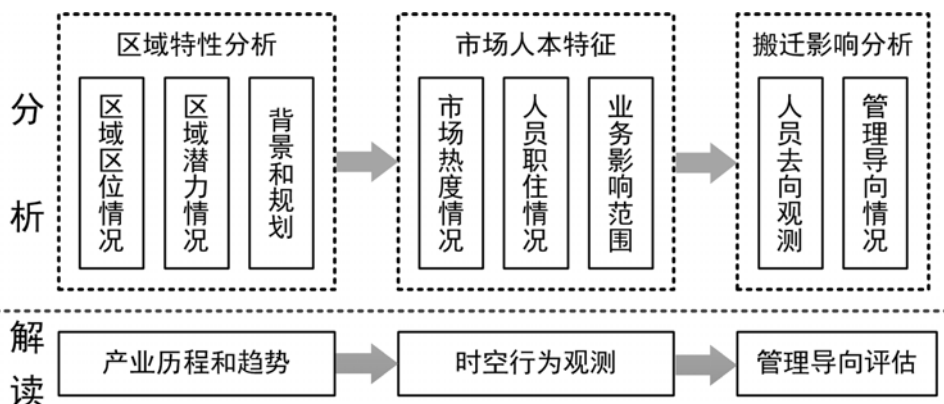 分析
区域特性分析
区域区位情况
区域潜力情况
背景和规划
市场人本特征
市场热度情况
人员职住情况
业务影响范围
搬迁影响分析
人员去向观测
管理导向情况
解读
产业历程和趋势
时空行为观测
管理导向评估